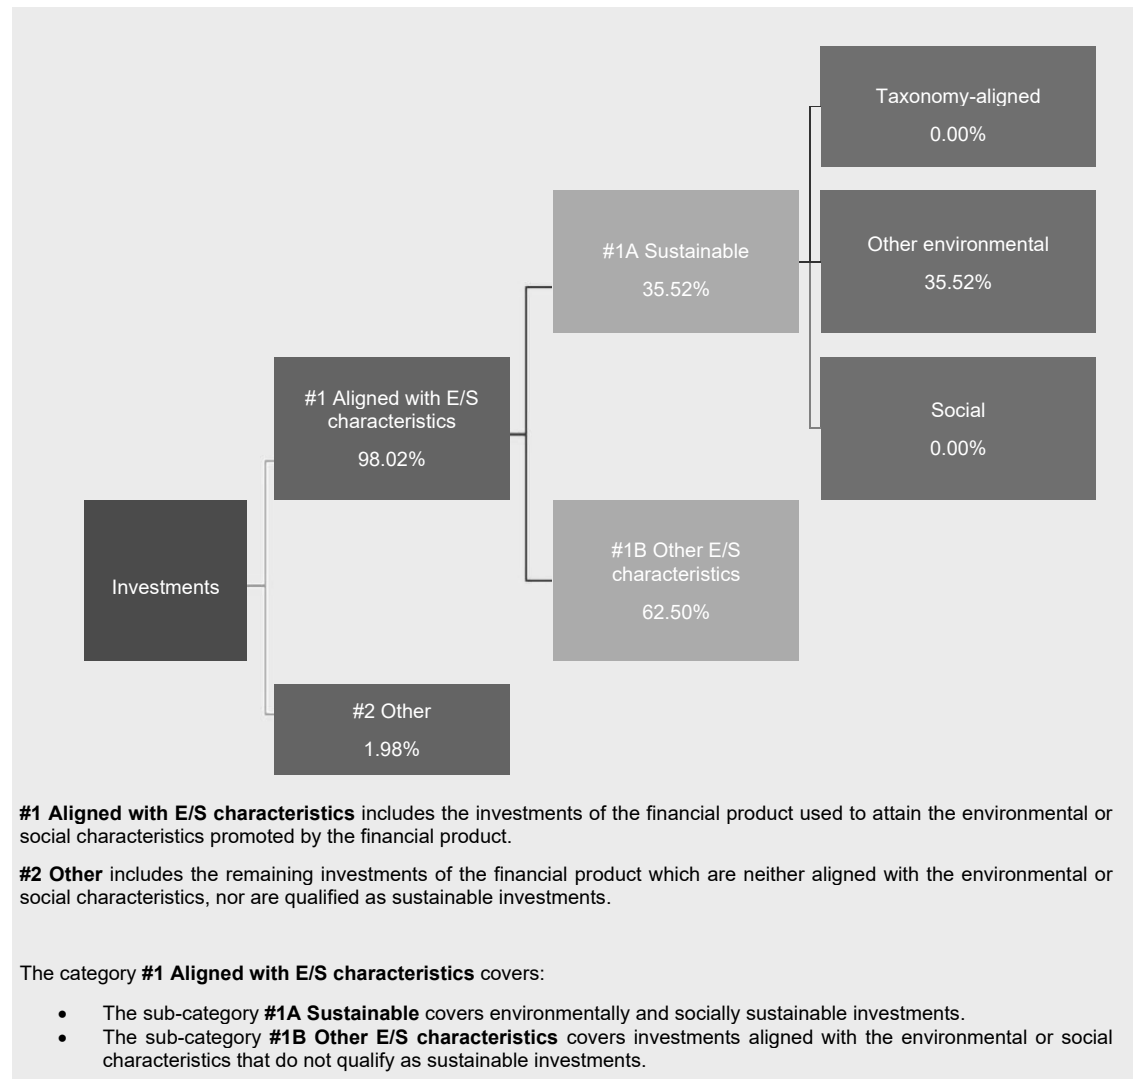 Taxonomy-aligned
0.00%
#1A Sustainable
35.52%
Other environmental
35.52%
#1 Aligned with E/S
characteristics
98.02%
Social
0.00%
Investments
#1B Other E/S
characteristics
62.50%
#2 Other
1.98%
#1 Aligned with E/S characteristics includes the investments of the financial product used to attain the environmental or
social characteristics promoted by the financial product.
#2 Other includes the remaining investments of the financial product which are neither aligned with the environmental or
social characteristics, nor are qualified as sustainable investments.
The category #1 Aligned with E/S characteristics covers:
• The sub-category #1A Sustainable covers environmentally and socially sustainable investments.
• The sub-category #1B Other E/S characteristics covers investments aligned with the environmental or social
characteristics that do not qualify as sustainable investments.